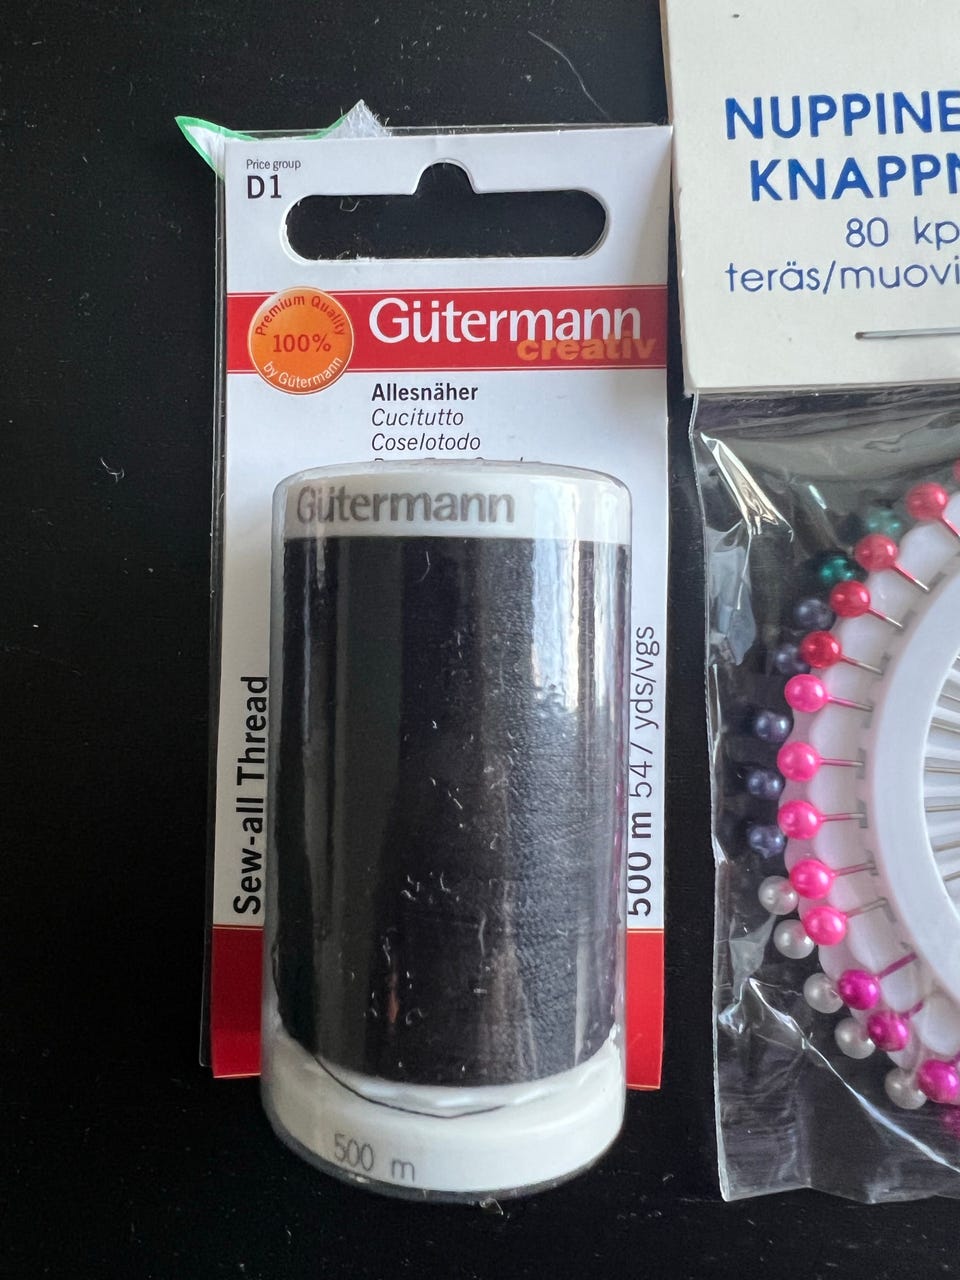 Price group
D1
Premium Quality
100%
by Gütermann
Gütermann
creativ
Allesnäher
Cucitutto
Coselotodo
Gütermann
Sew-all Thread
500 m 547 yds/vgs
500 m
NUPPINE
KNAPPN
80 kp
teräs/muovi